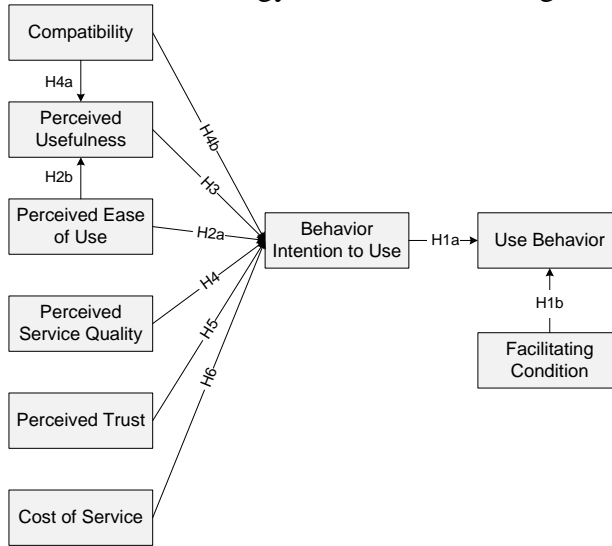 Compatibility
H4a
Perceived
Usefulness
H4b
H2b
H3
Perceived Ease
of Use
H2a
Behavior
Intention to Use
H1a
Use Behavior
H4
Perceived
Service Quality
H1b
H5
Facilitating
Condition
H6
Perceived Trust
Cost of Service